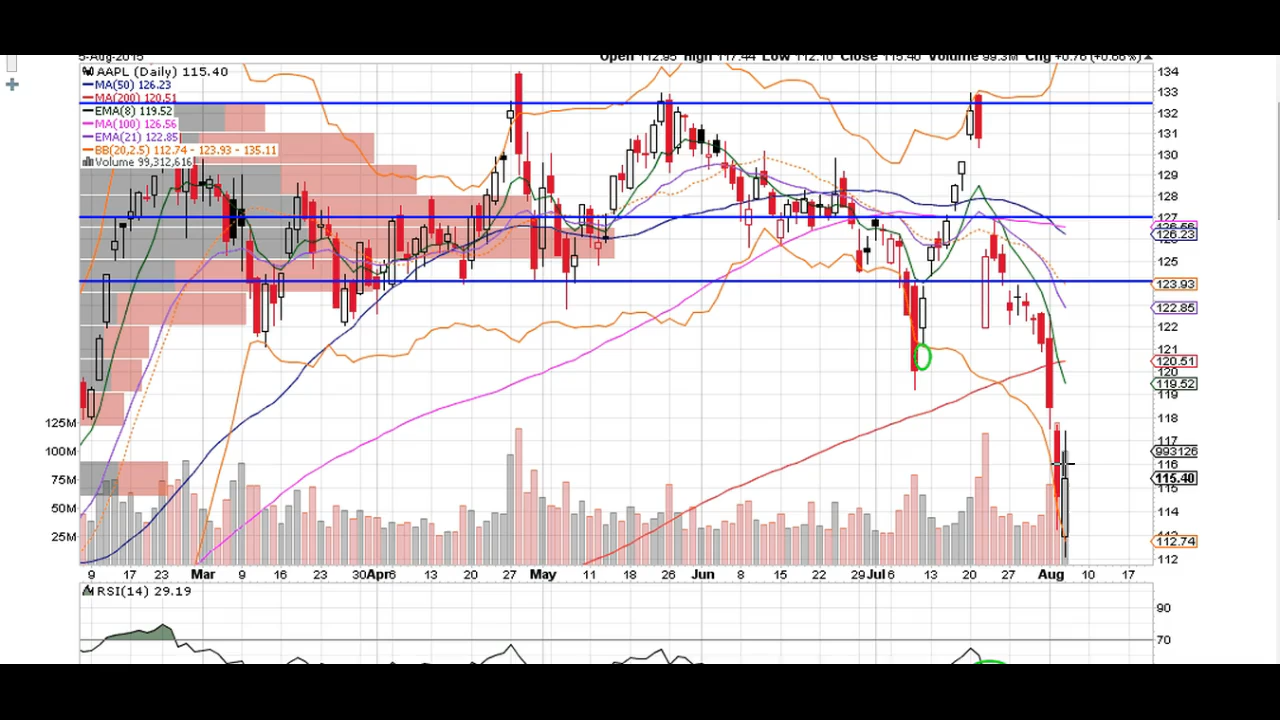 5-Aug-2015 Open 112.95 High 117.44 Low 112.10 Close 115.40 Volume 99.3M Chg +0.76 (+0.66%)
AAPL (Daily) 115.40
MA(50) 126.23
MA(200) 120.51
EMA(8) 119.52
MA(100) 126.56
EMA(21) 122.85
BB(20,2.5) 112.74 - 123.93 - 135.11
Volume 99,312,616
134
133
132
131
130
129
128
127
126.56
126.23
125
123.93
122.85
122
121
120.51
120
119.52
119
118
117
993126
116
115.40
115
114
112.74
112
125M
100M
75M
50M
25M
9 17 23 Mar 9 16 23 30 Apr 6 13 20 27 May 11 18 26 Jun 8 15 22 29 Jul 6 13 20 27 Aug 10 17
RSI(14) 29.19
90
70